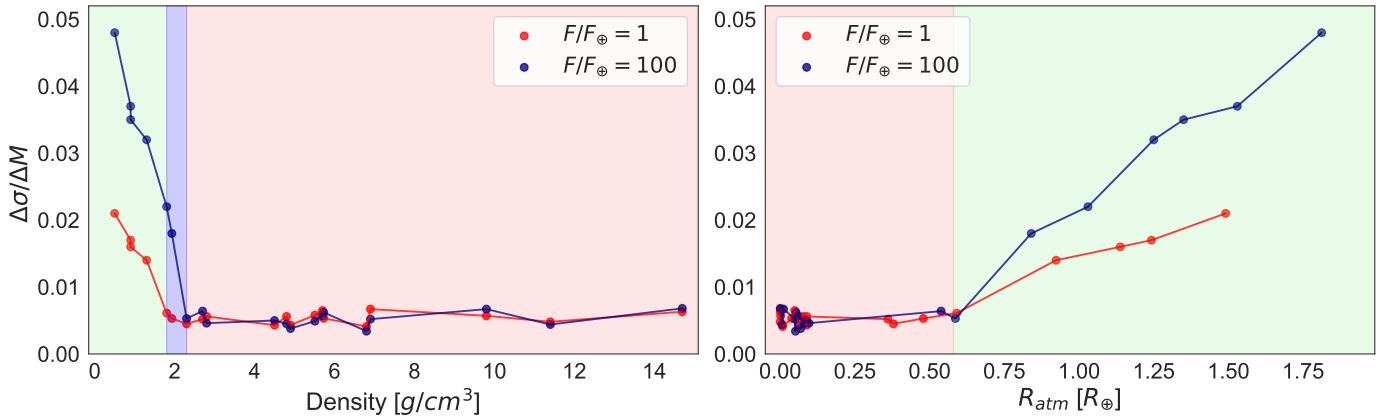 0.05
0.04
0.03
0.02
0.01
0.00
Δσ/ΔM
F/F⊕ = 1
F/F⊕ = 100
0 2 4 6 8 10 12 14
Density [g/cm³]
0.05
0.04
0.03
0.02
0.01
0.00
F/F⊕ = 1
F/F⊕ = 100
0.00 0.25 0.50 0.75 1.00 1.25 1.50 1.75
R_atm [R⊕]